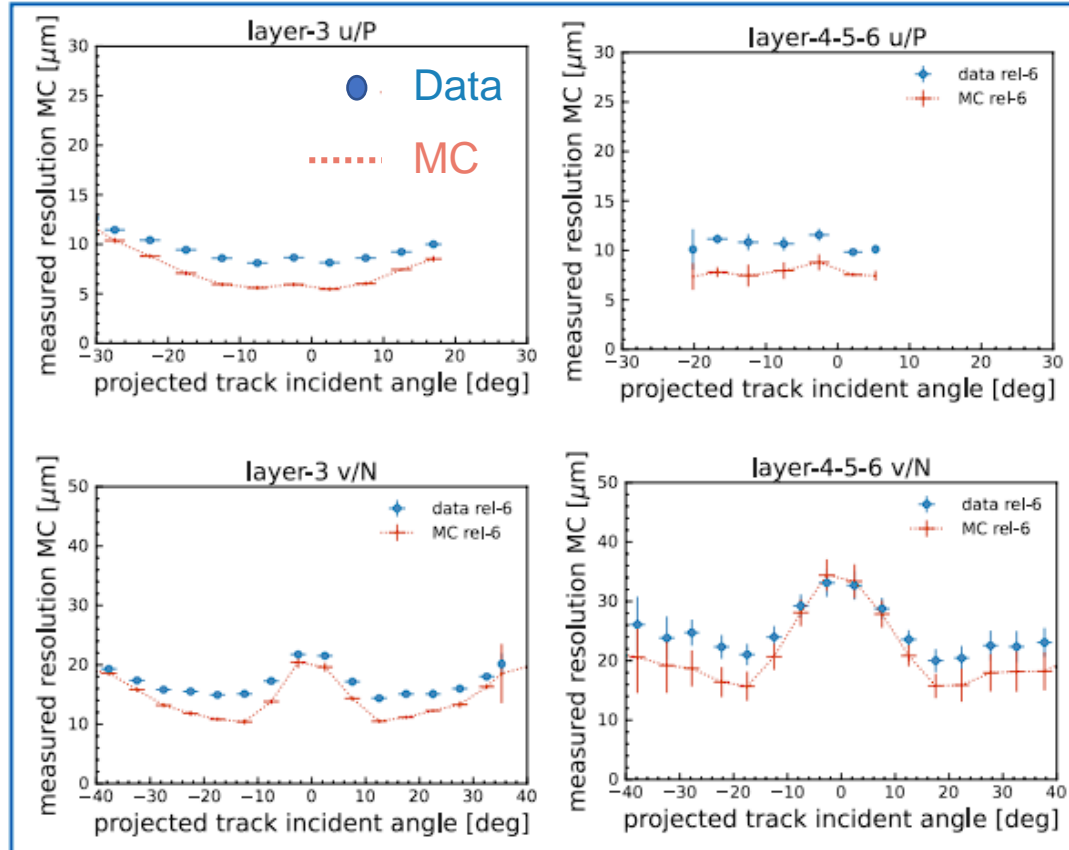 layer-3 u/P
measured resolution MC [μm]
30
25
20
15
10
5
0
Data
MC
−30 −20 −10 0 10 20 30
projected track incident angle [deg]
layer-4-5-6 u/P
measured resolution MC [μm]
30
25
20
15
10
5
0
data rel-6
MC rel-6
−30 −20 −10 0 10 20 30
projected track incident angle [deg]
layer-3 v/N
measured resolution MC [μm]
50
40
30
20
10
0
data rel-6
MC rel-6
−40 −30 −20 −10 0 10 20 30 40
projected track incident angle [deg]
layer-4-5-6 v/N
measured resolution MC [μm]
50
40
30
20
10
0
data rel-6
MC rel-6
−40 −30 −20 −10 0 10 20 30 40
projected track incident angle [deg]